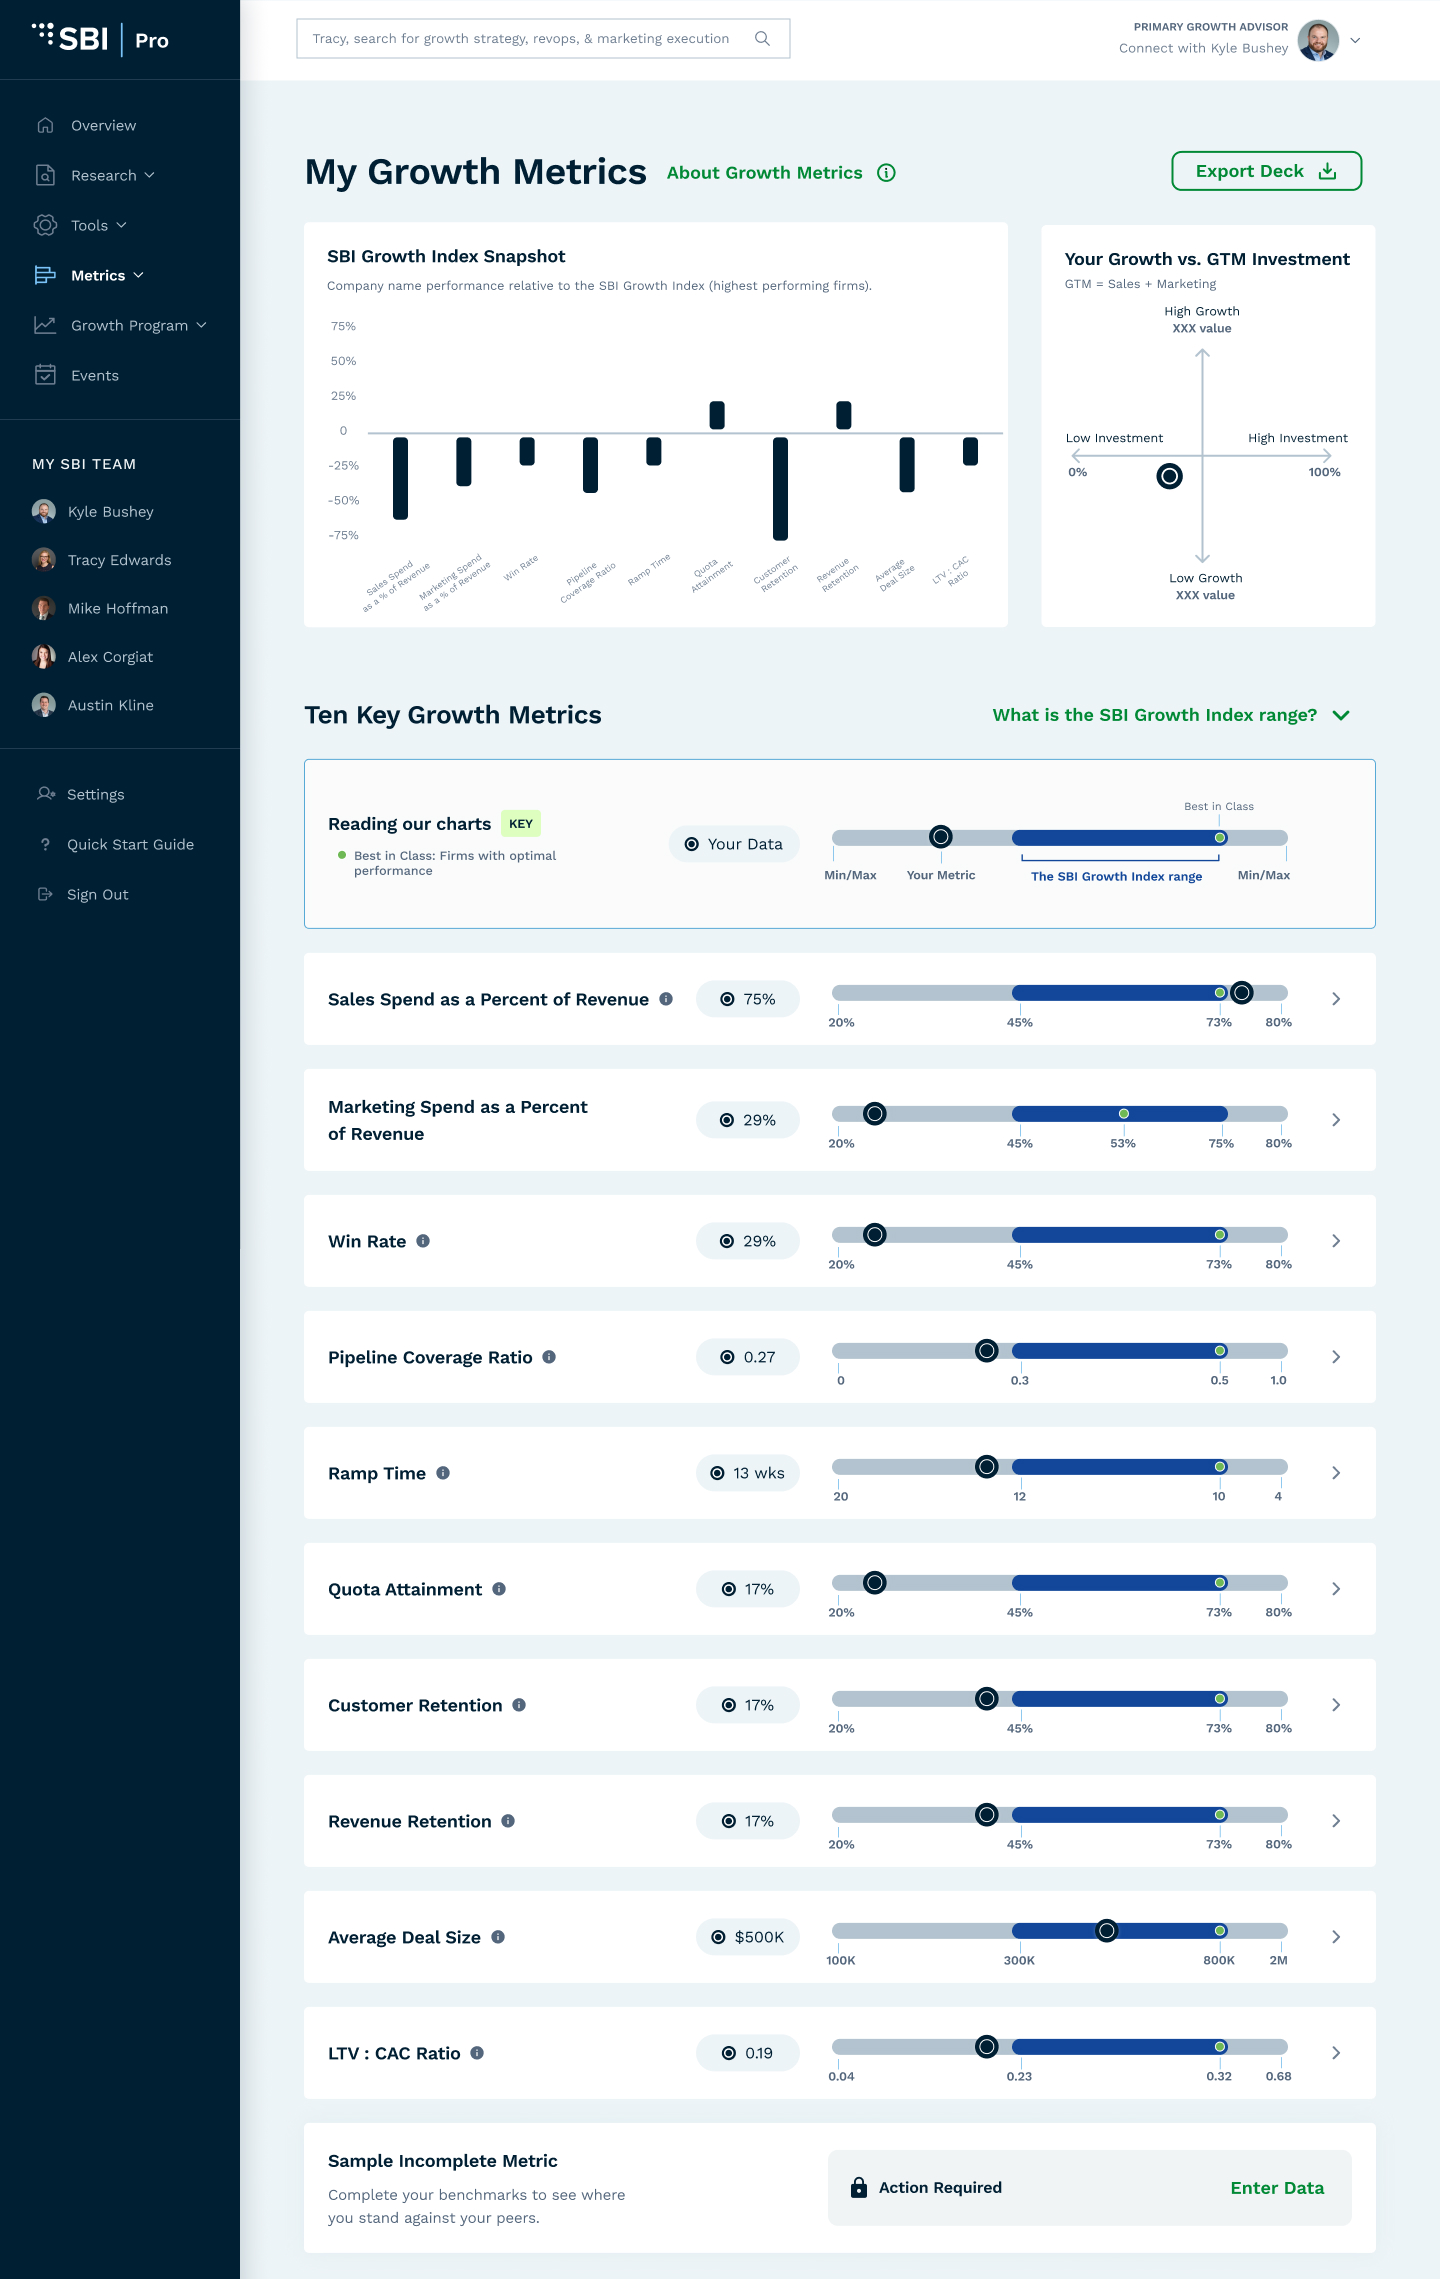 SBI Pro
Tracy, search for growth strategy, revops, & marketing execution
PRIMARY GROWTH ADVISOR
Connect with Kyle Bushey
Overview
Research
Tools
Metrics
Growth Program
Events
MY SBI TEAM
Kyle Bushey
Tracy Edwards
Mike Hoffman
Alex Corgiat
Austin Kline
Settings
? Quick Start Guide
Sign Out
My Growth Metrics
About Growth Metrics
Export Deck
SBI Growth Index Snapshot
Company name performance relative to the SBI Growth Index (highest performing firms).
75%
50%
25%
0
-25%
-50%
-75%
Sales Spend
as a % of Revenue
Marketing Spend
as a % of Revenue
Win Rate
Pipeline
Coverage Ratio
Ramp Time
Quota
Attainment
Customer
Retention
Revenue
Retention
Average
Deal Size
LTV : CAC
Ratio
Your Growth vs. GTM Investment
GTM = Sales + Marketing
High Growth
XXX value
Low Investment
High Investment
0%
100%
Low Growth
XXX value
Ten Key Growth Metrics
What is the SBI Growth Index range?
Reading our charts KEY
Best in Class: Firms with optimal
performance
Your Data
Best in Class
Min/Max
Your Metric
The SBI Growth Index range
Min/Max
Sales Spend as a Percent of Revenue
75%
20% 45% 73% 80%
Marketing Spend as a Percent
of Revenue
29%
20% 45% 53% 75% 80%
Win Rate
29%
20% 45% 73% 80%
Pipeline Coverage Ratio
0.27
0 0.3 0.5 1.0
Ramp Time
13 wks
20 12 10 4
Quota Attainment
17%
20% 45% 73% 80%
Customer Retention
17%
20% 45% 73% 80%
Revenue Retention
17%
20% 45% 73% 80%
Average Deal Size
$500K
100K 300K 800K 2M
LTV : CAC Ratio
0.19
0.04 0.23 0.32 0.68
Sample Incomplete Metric
Complete your benchmarks to see where
you stand against your peers.
Action Required
Enter Data